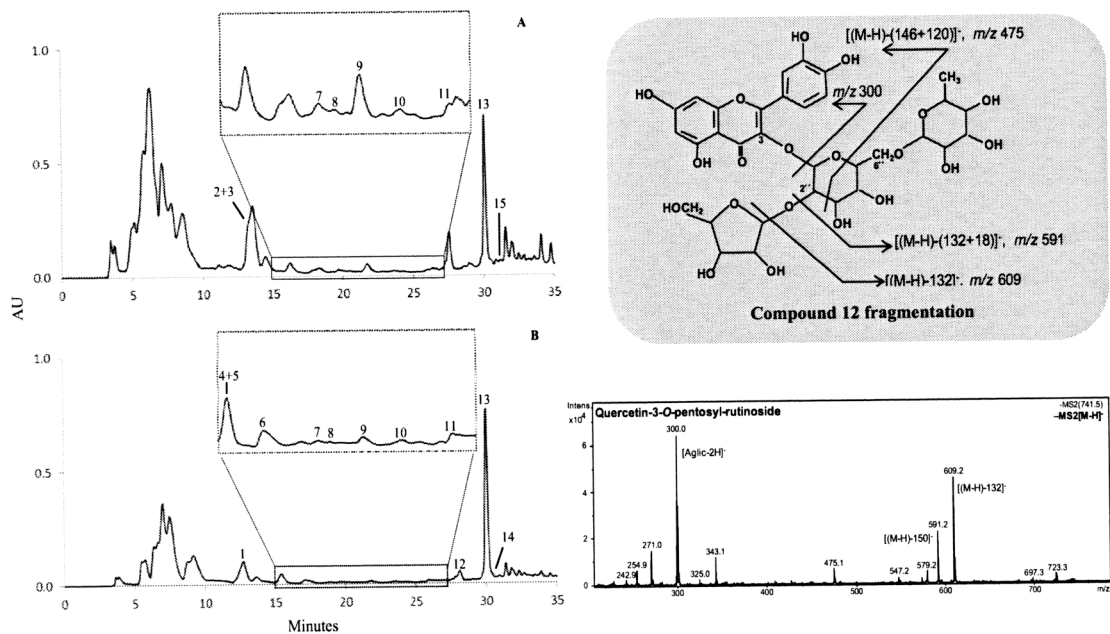 A
1.0
0.5
0.0
2+3
7
8
9
10
11
13
15
0
5
10
15
20
25
30
35
AU
B
1.0
0.5
0.0
4+5
6
7
8
9
10
11
13
1
12
14
0
5
10
15
20
25
30
35
Minutes
[(M-H)-(146+120)]-, m/z 475
m/z 300
HO
OH
HO
O
CH3
O
OH
3
O
OH
O
CH2O
6''
OH
OH
O
2''
OH
OH
HOCH2
O
O
OH
OH
[(M-H)-(132+18)]-, m/z 591
[(M-H)-132]-. m/z 609
Compound 12 fragmentation
Intens.
x10^4
Quercetin-3-O-pentosyl-rutinoside
-MS2(741.5)
-MS2[M-H]-
6
4
2
0
300.0
[Aglic-2H]-
609.2
[(M-H)-132]-
591.2
[(M-H)-150]-
271.0
254.9
242.9
325.0
343.1
475.1
547.2
579.2
697.3
723.3
300
400
500
600
700
m/z